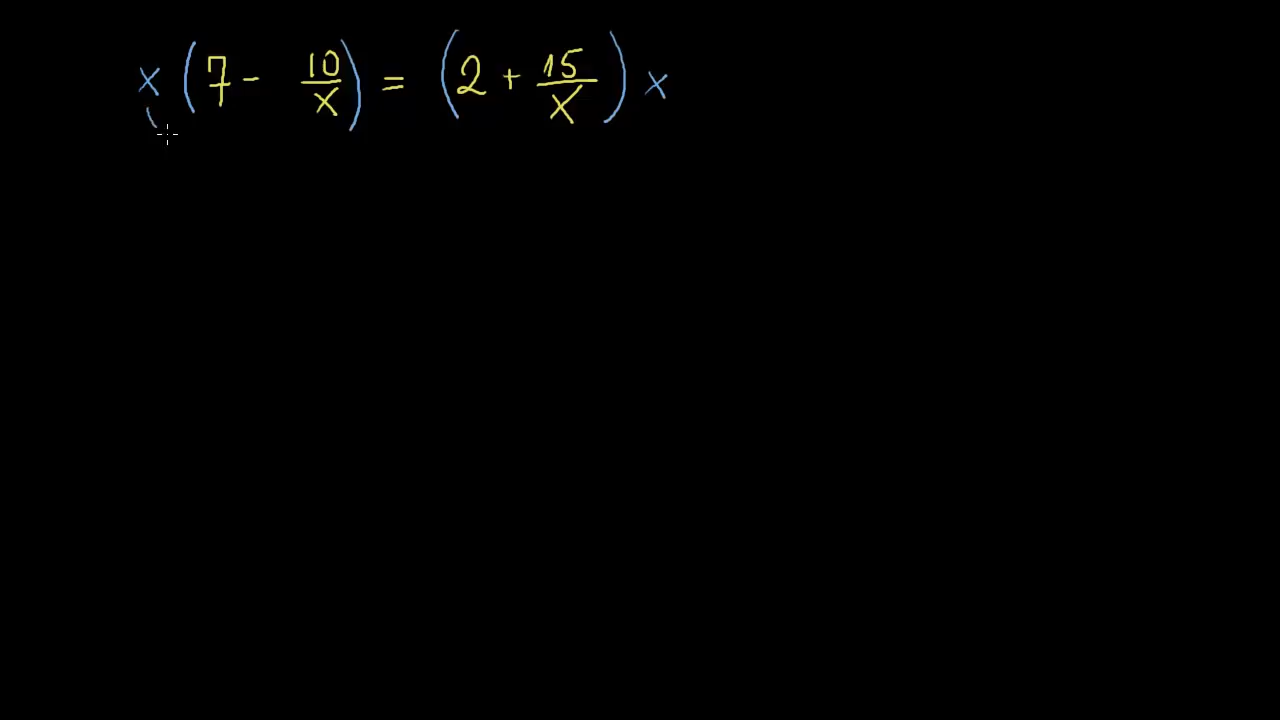 x (7 - 10/x) = (2 + 15/x) x